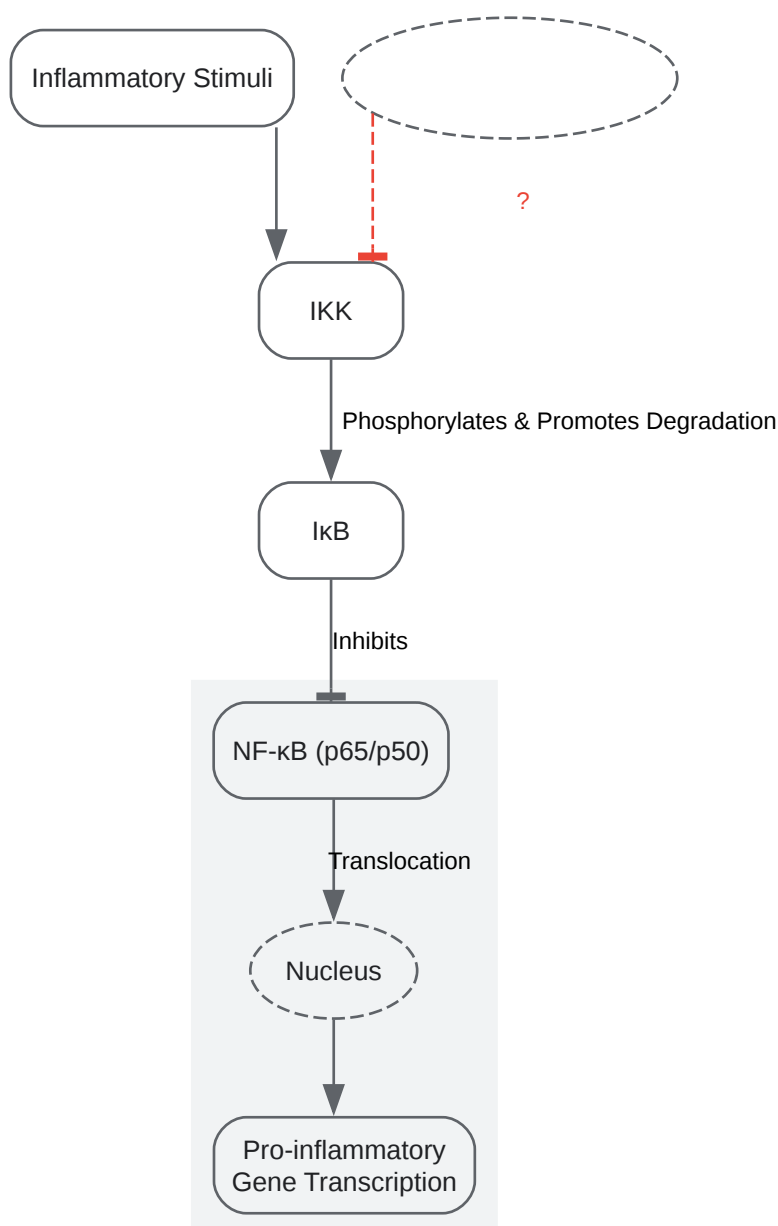 Inflammatory Stimuli
?
IKK
Phosphorylates & Promotes Degradation
IκB
Inhibits
NF-κB (p65/p50)
Translocation
Nucleus
Pro-inflammatory
Gene Transcription